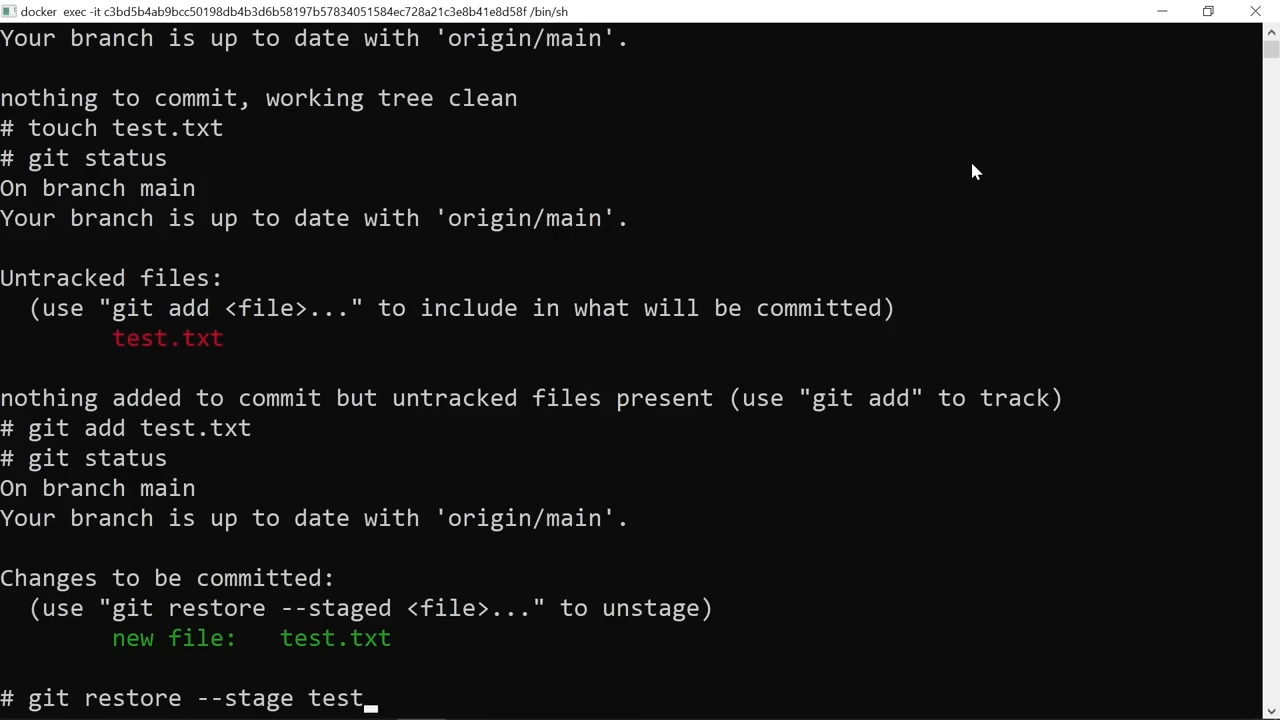 docker exec -it c3bd5b4ab9bcc50198db4b3d6b58197b57834051584ec728a21c3e8b41e8d58f /bin/sh
Your branch is up to date with 'origin/main'.
nothing to commit, working tree clean
# touch test.txt
# git status
On branch main
Your branch is up to date with 'origin/main'.
Untracked files:
  (use "git add <file>..." to include in what will be committed)
        test.txt
nothing added to commit but untracked files present (use "git add" to track)
# git add test.txt
# git status
On branch main
Your branch is up to date with 'origin/main'.
Changes to be committed:
  (use "git restore --staged <file>..." to unstage)
        new file:   test.txt
# git restore --stage test